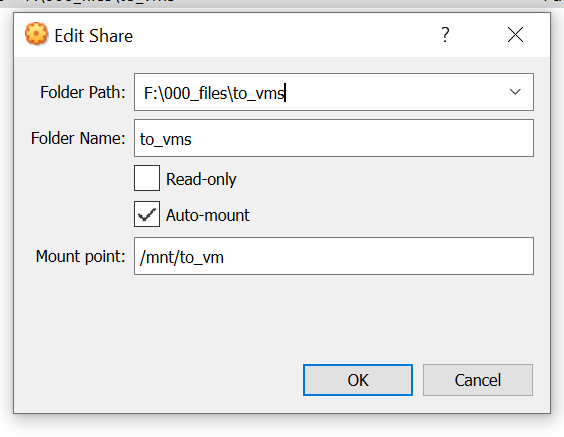 Edit Share
?
Folder Path: F:\000_files\to_vms
Folder Name: to_vms
Read-only
Auto-mount
Mount point: /mnt/to_vm
OK Cancel